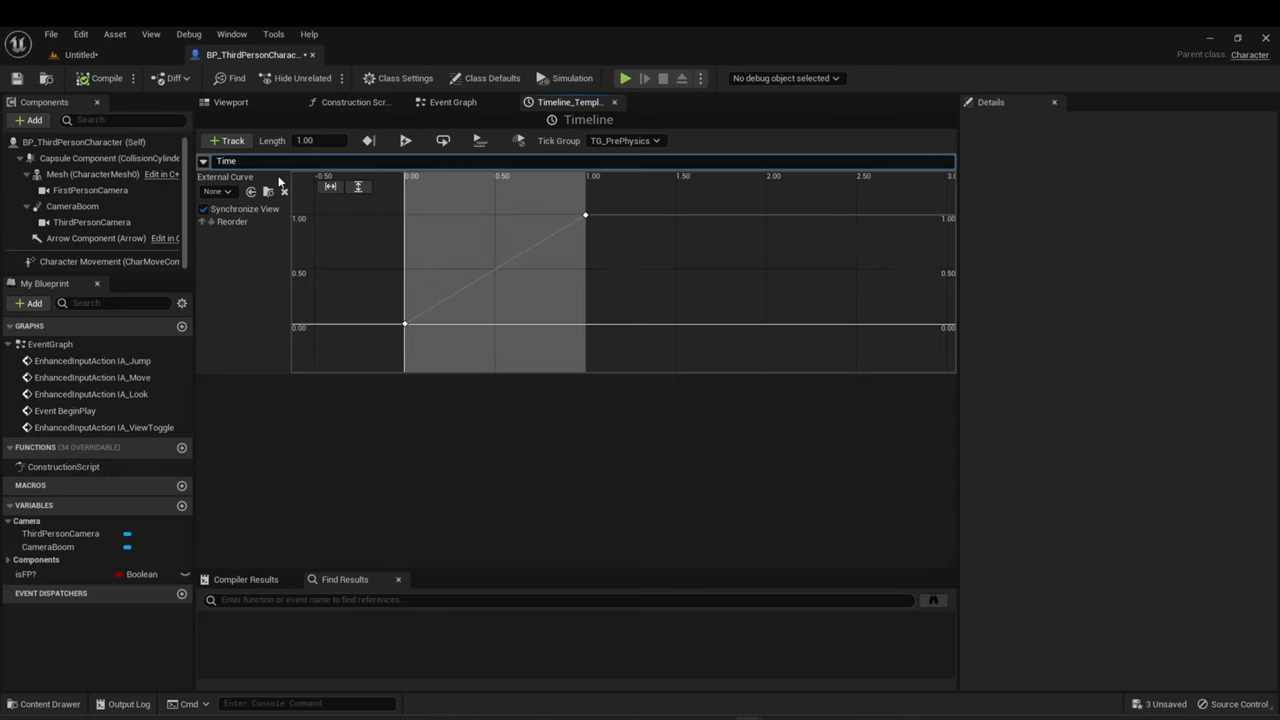 File Edit Asset View Debug Window Tools Help
Untitled*
BP_ThirdPersonCharac...
Parent class: Character
Compile Diff Find Hide Unrelated Class Settings Class Defaults Simulation No debug object selected
Components
Add Search
BP_ThirdPersonCharacter (Self)
Capsule Component (CollisionCylinde
Mesh (CharacterMesh0) Edit in C+
FirstPersonCamera
CameraBoom
ThirdPersonCamera
Arrow Component (Arrow) Edit in C
Character Movement (CharMoveCon
My Blueprint
Add Search
GRAPHS
EventGraph
EnhancedInputAction IA_Jump
EnhancedInputAction IA_Move
EnhancedInputAction IA_Look
Event BeginPlay
EnhancedInputAction IA_ViewToggle
FUNCTIONS (34 OVERRIDABLE)
ConstructionScript
MACROS
VARIABLES
Camera
ThirdPersonCamera
CameraBoom
Components
isFP? Boolean
EVENT DISPATCHERS
Viewport Construction Scr... Event Graph Timeline_Templ...
Timeline
Track Length 1.00 Tick Group TG_PrePhysics
Time
External Curve
None
Synchronize View
Reorder
-0.50 0.00 0.50 1.00 1.50 2.00 2.50 3.0
1.00 1.00
0.50 0.50
0.00 0.00
Compiler Results Find Results
Enter function or event name to find references...
Details
Content Drawer Output Log Cmd Enter Console Command 3 Unsaved Source Control